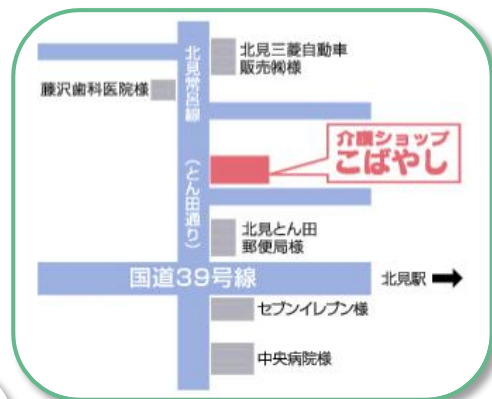 北見三菱自動車
販売㈱様
藤沢歯科医院様
北見常呂線
（とん田通り）
介護ショップ
こばやし
北見とん田
郵便局様
国道39号線
北見駅
セブンイレブン様
中央病院様